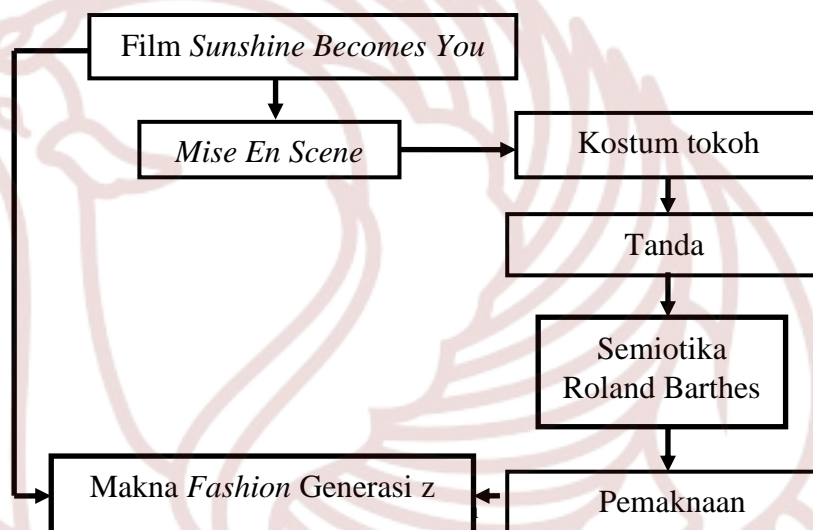 Film Sunshine Becomes You
Mise En Scene
Kostum tokoh
Tanda
Semiotika
Roland Barthes
Makna Fashion Generasi z
Pemaknaan